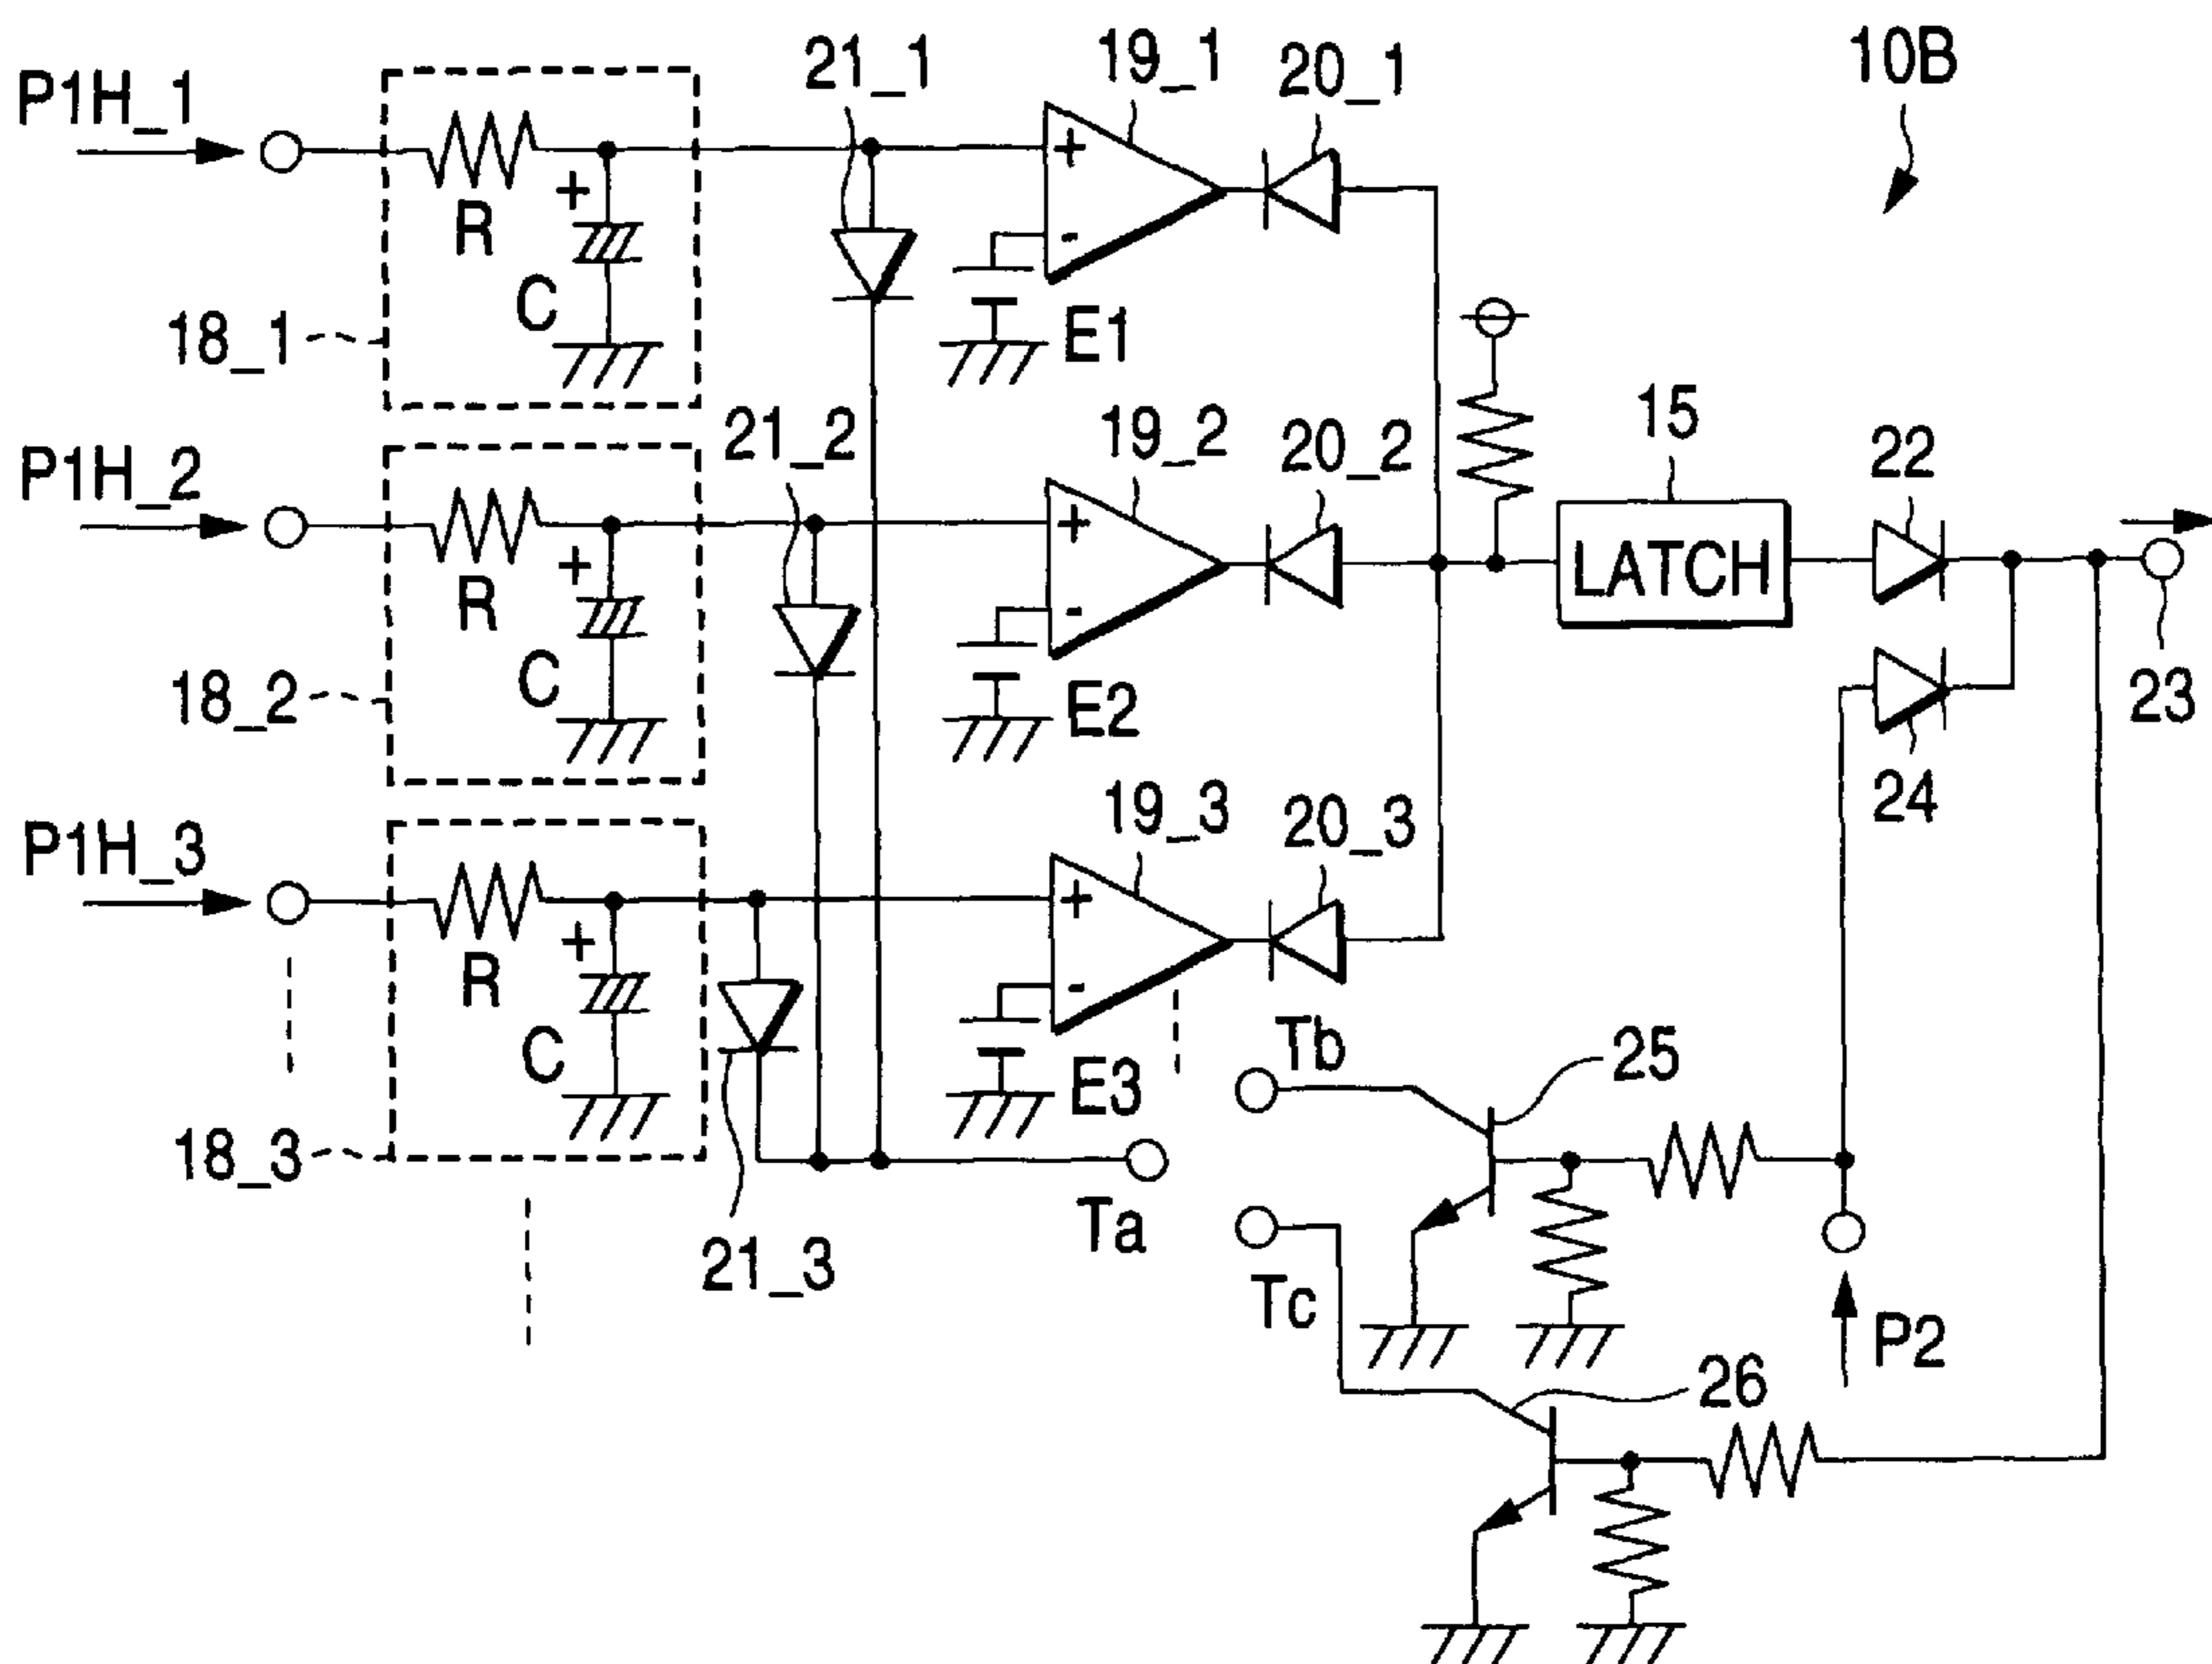 10B
P1H_1
21_1
19_1
20_1
+
R
+
-
C
E1
18_1
P1H_2
21_2
19_2
20_2
15
22
+
R
+
-
C
LATCH
E2
18_2
23
24
P1H_3
19_3
20_3
+
R
+
-
C
E3
18_3
21_3
Ta
Tb
25
Tc
P2
26